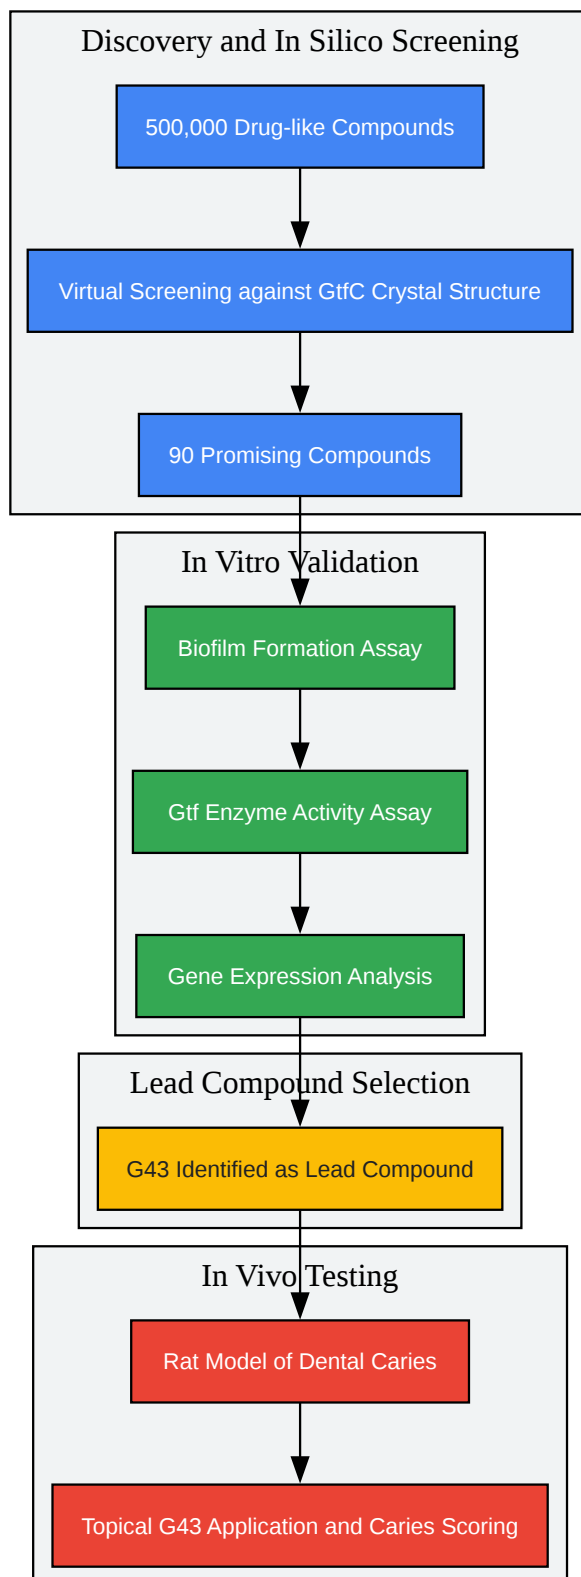 Discovery and In Silico Screening
500,000 Drug-like Compounds
Virtual Screening against GtfC Crystal Structure
90 Promising Compounds
In Vitro Validation
Biofilm Formation Assay
Gtf Enzyme Activity Assay
Gene Expression Analysis
Lead Compound Selection
G43 Identified as Lead Compound
In Vivo Testing
Rat Model of Dental Caries
Topical G43 Application and Caries Scoring